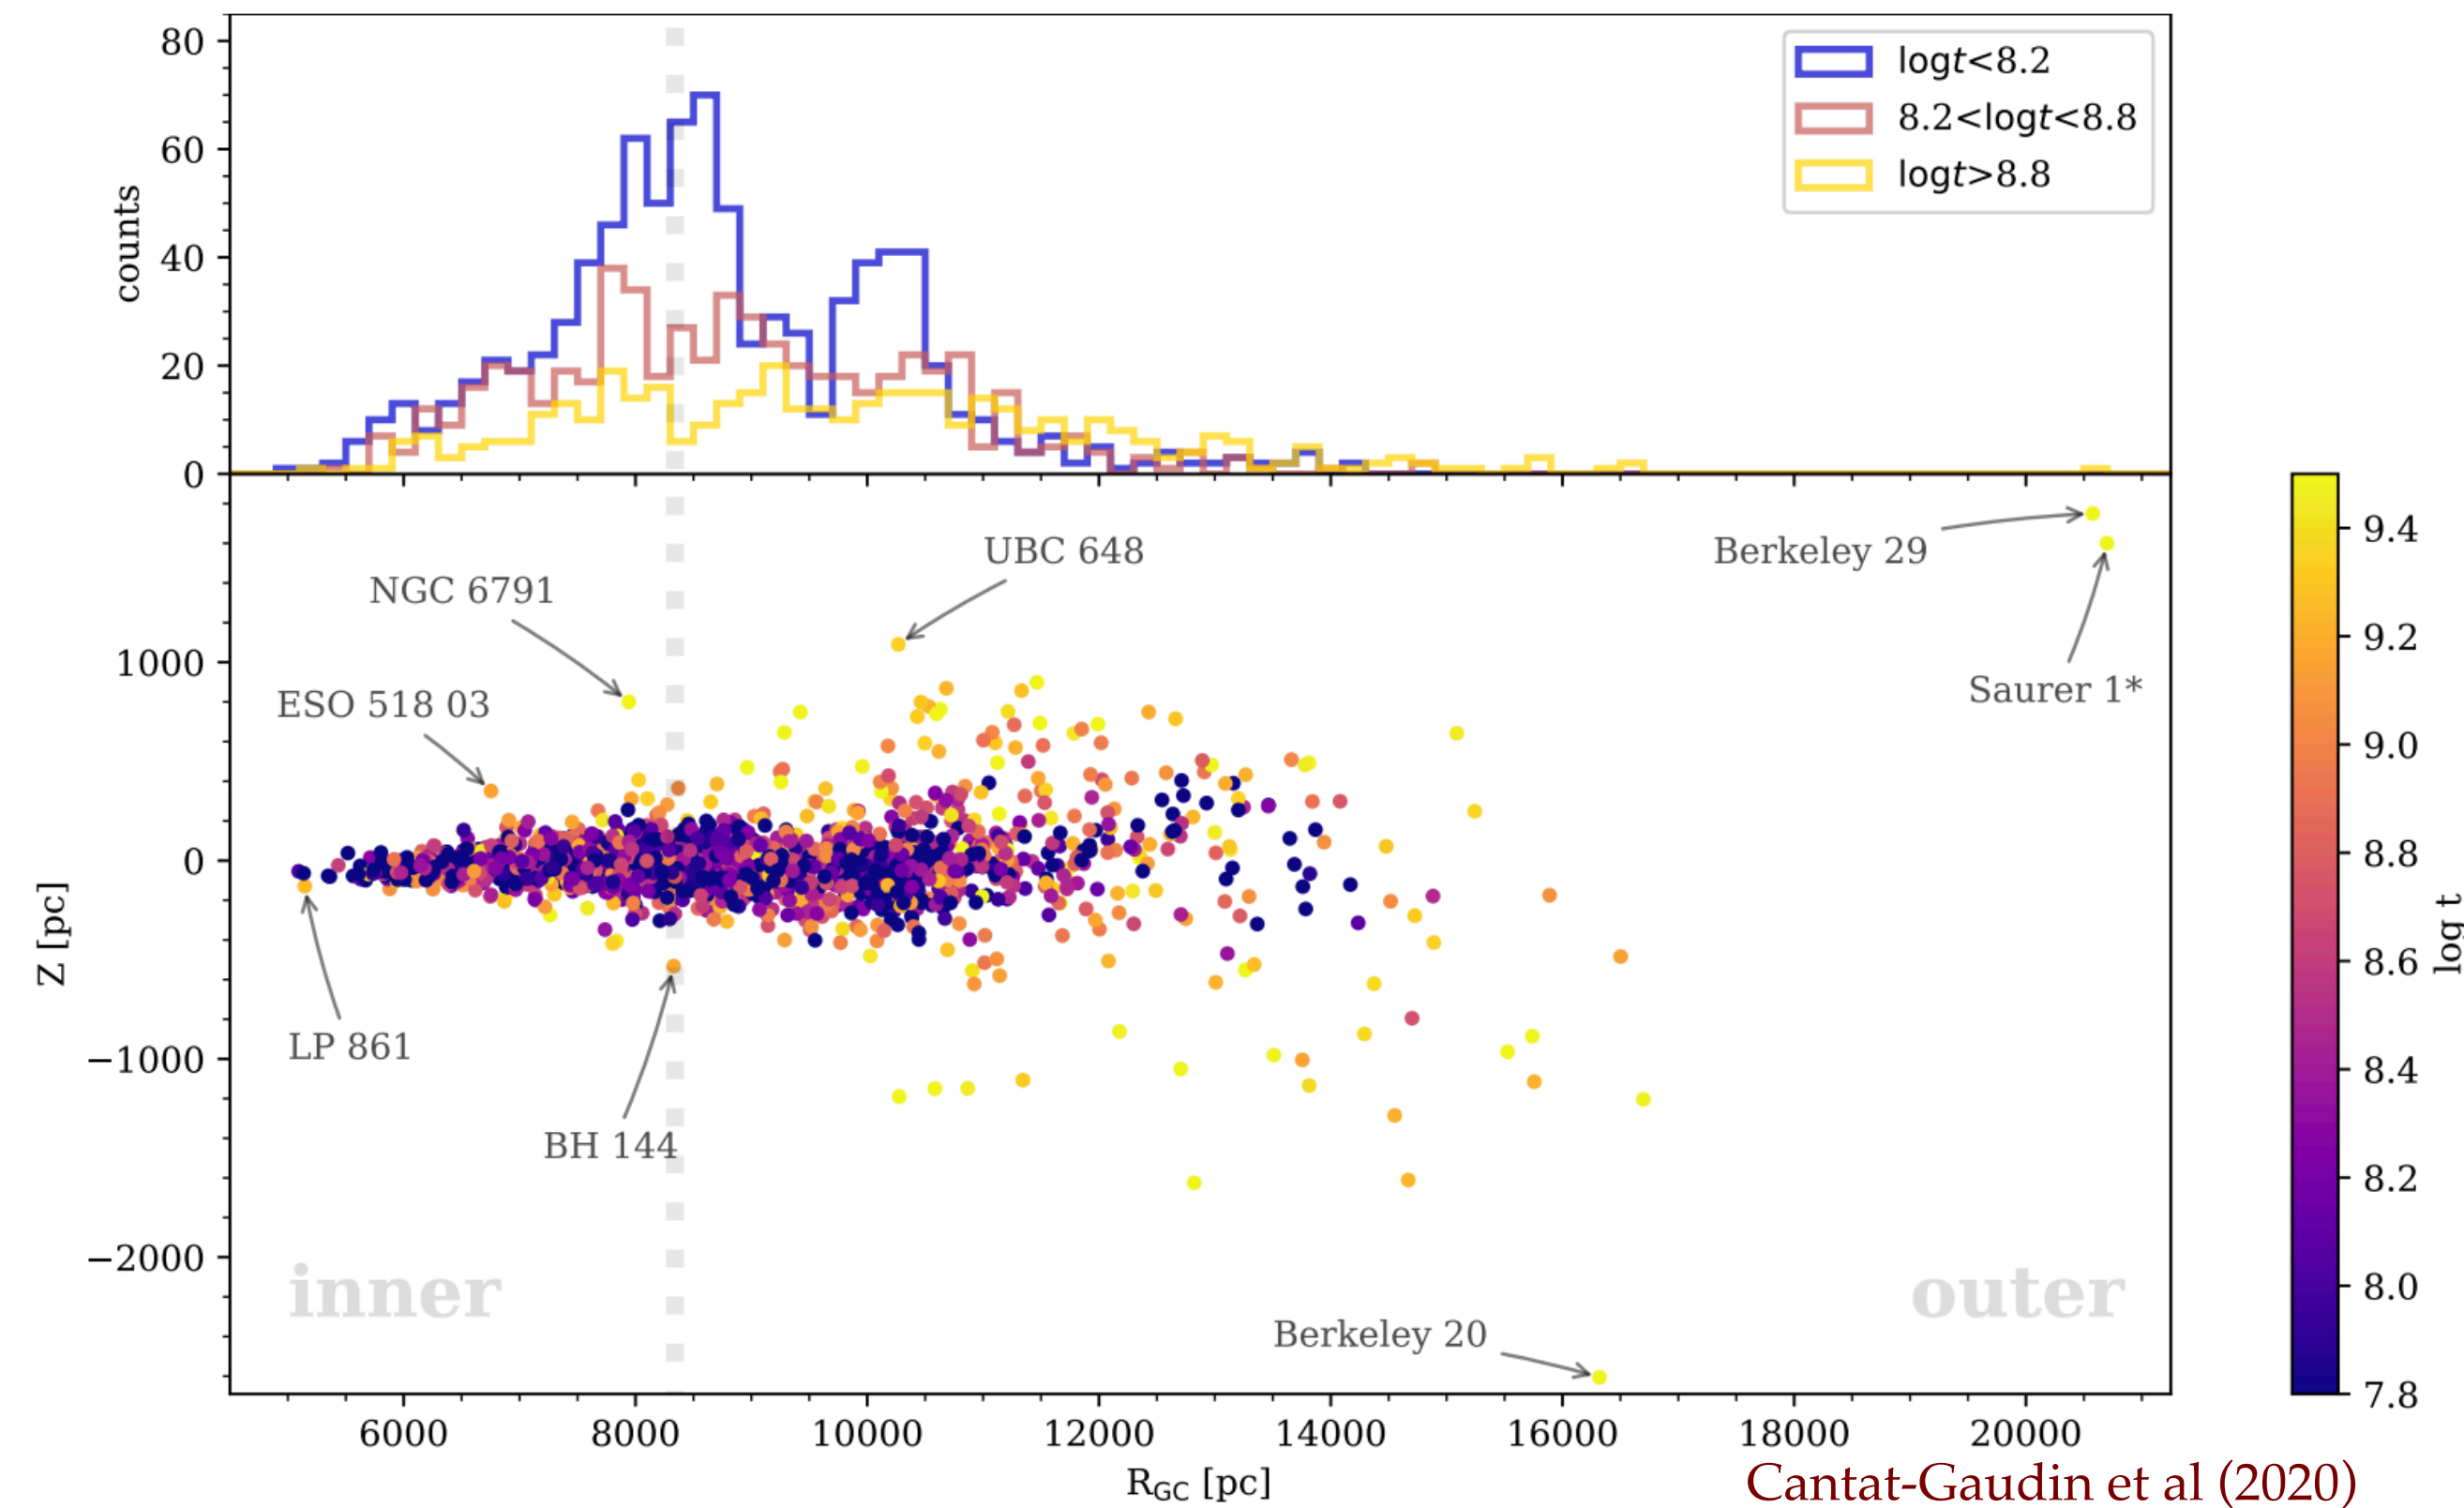 80
60
40
20
0
counts
logt<8.2
8.2<logt<8.8
logt>8.8
UBC 648
Berkeley 29
NGC 6791
Saurer 1*
ESO 518 03
LP 861
BH 144
Berkeley 20
inner
outer
1000
0
−1000
−2000
Z [pc]
6000 8000 10000 12000 14000 16000 18000 20000
R_GC [pc]
9.4
9.2
9.0
8.8
8.6
8.4
8.2
8.0
7.8
log t
Cantat-Gaudin et al (2020)